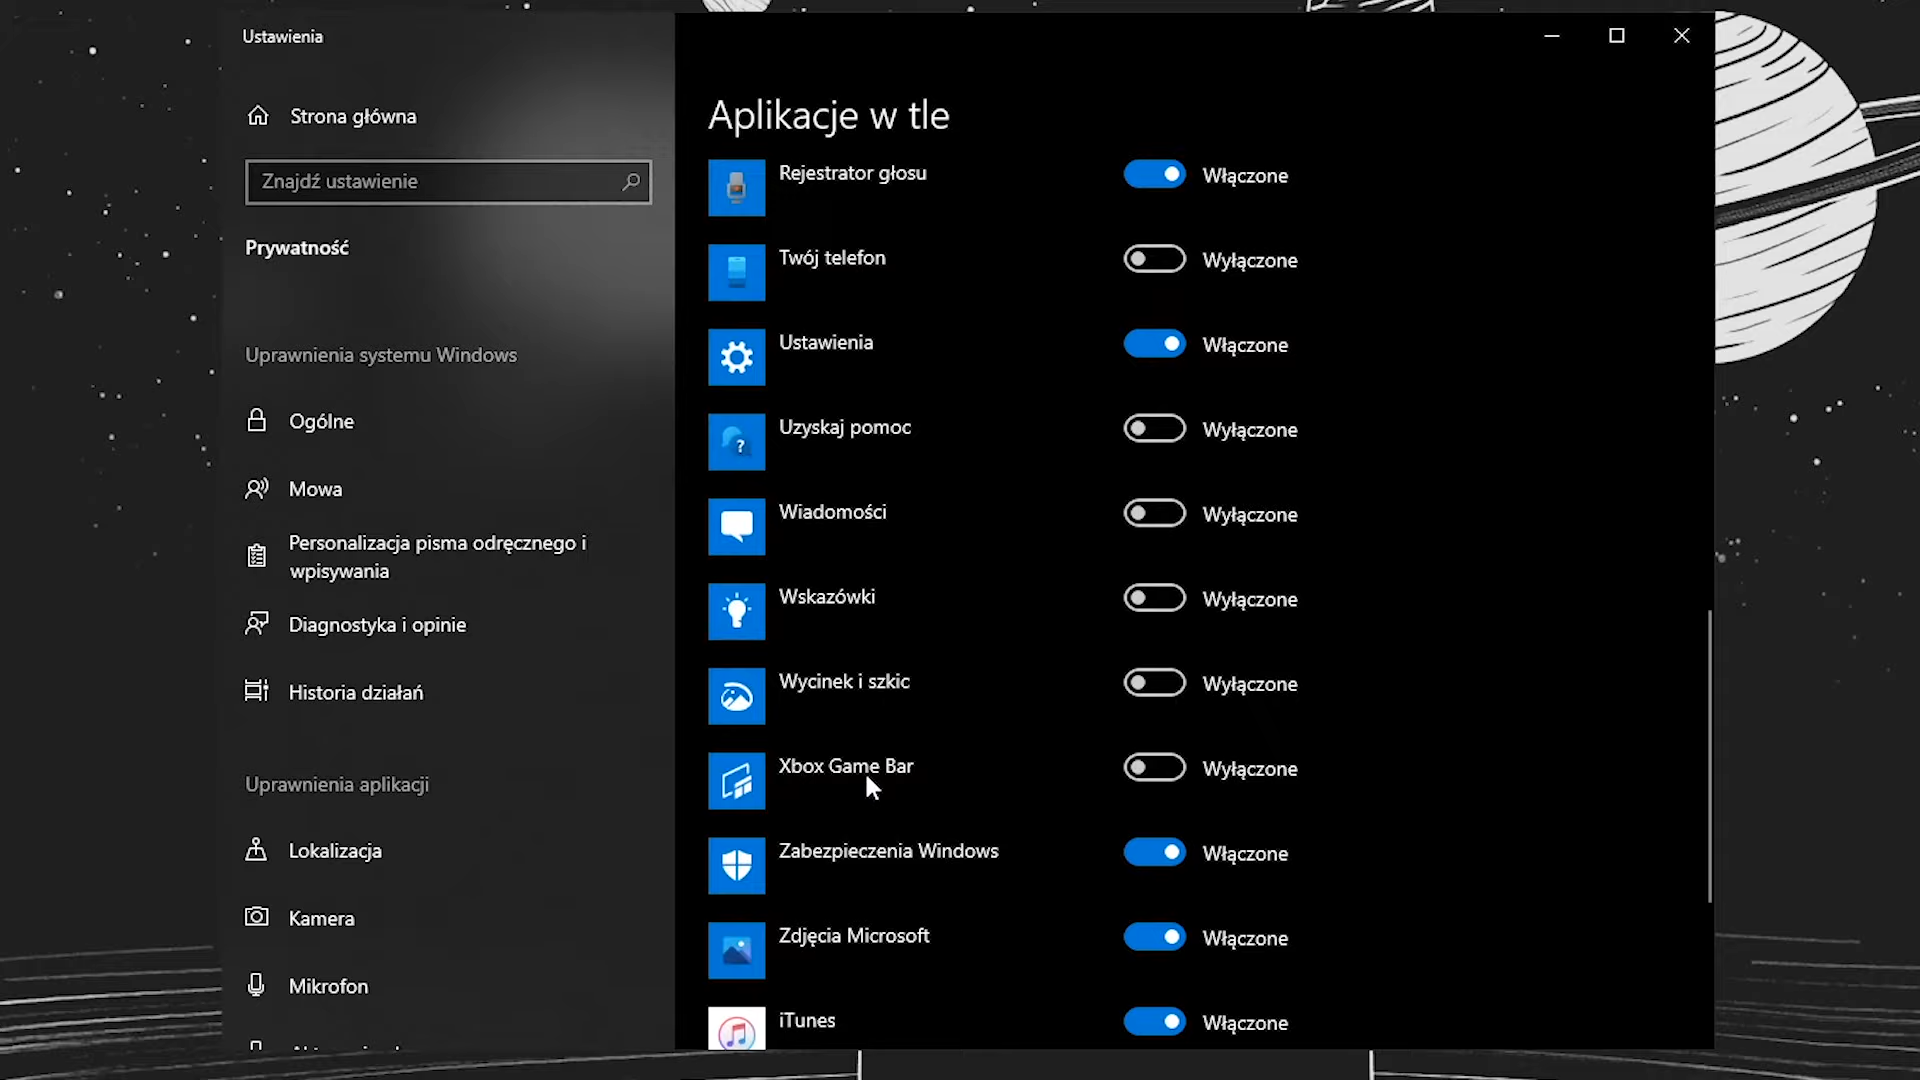 Ustawienia
Strona główna
Znajdź ustawienie
Prywatność
Uprawnienia systemu Windows
Ogólne
Mowa
Personalizacja pisma odręcznego i
wpisywania
Diagnostyka i opinie
Historia działań
Uprawnienia aplikacji
Lokalizacja
Kamera
Mikrofon
Aplikacje w tle
Rejestrator głosu Włączone
Twój telefon Wyłączone
Ustawienia Włączone
Uzyskaj pomoc Wyłączone
Wiadomości Wyłączone
Wskazówki Wyłączone
Wycinek i szkic Wyłączone
Xbox Game Bar Wyłączone
Zabezpieczenia Windows Włączone
Zdjęcia Microsoft Włączone
iTunes Włączone